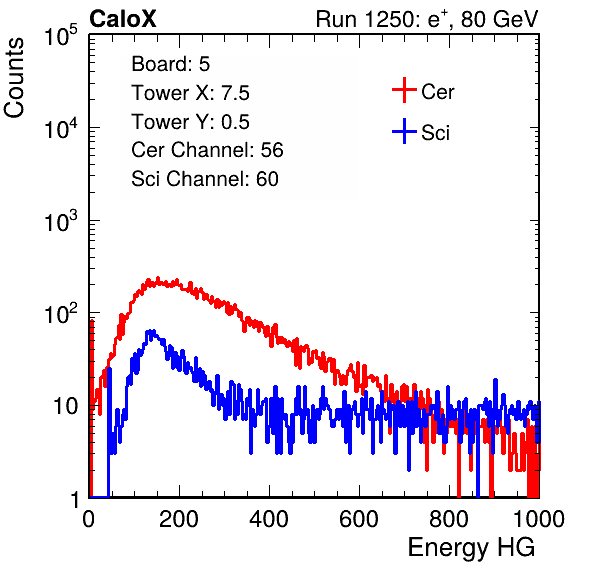 CaloX Run 1250: e⁺, 80 GeV
Counts
10⁵
10⁴
10³
10²
10
1
Board: 5
Tower X: 7.5
Tower Y: 0.5
Cer Channel: 56
Sci Channel: 60
Cer
Sci
0 200 400 600 800 1000
Energy HG